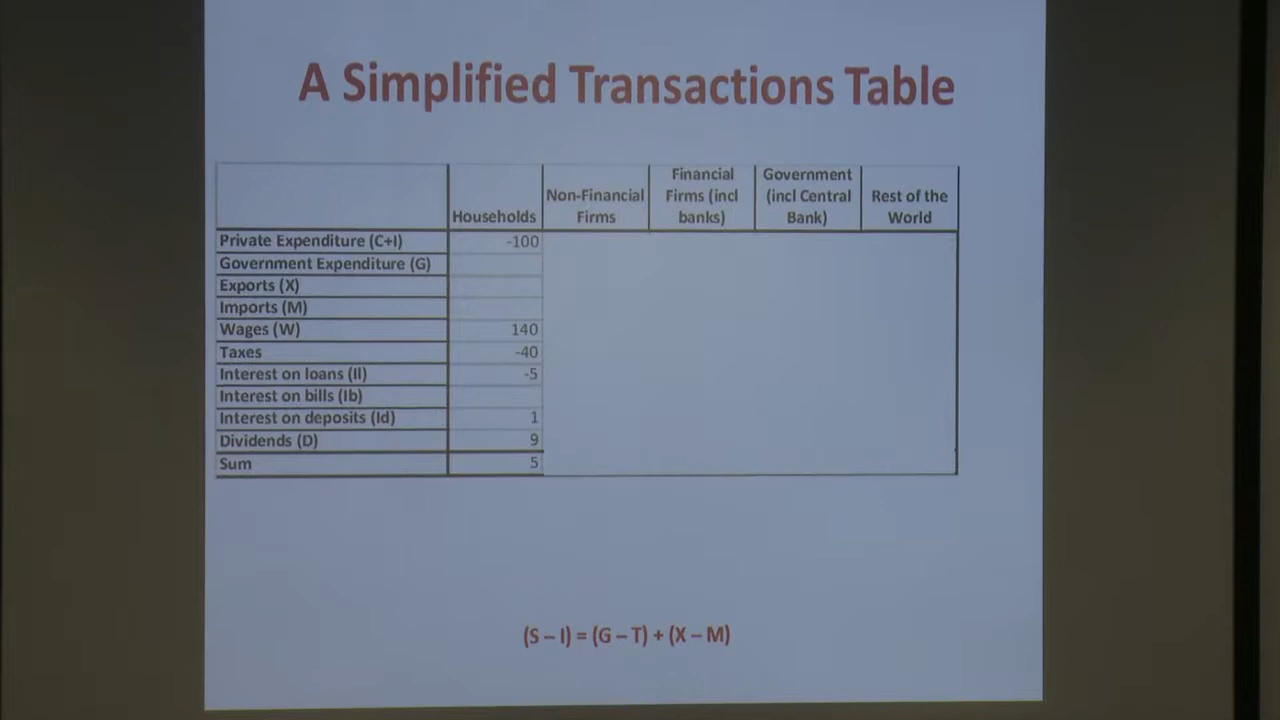 A Simplified Transactions Table
Households
Non-Financial
Firms
Financial
Firms (incl
banks)
Government
(incl Central
Bank)
Rest of the
World
Private Expenditure (C+I) -100
Government Expenditure (G)
Exports (X)
Imports (M)
Wages (W) 140
Taxes -40
Interest on loans (Il) -5
Interest on bills (Ib)
Interest on deposits (Id) 1
Dividends (D) 9
Sum 5
(S – I) = (G – T) + (X – M)